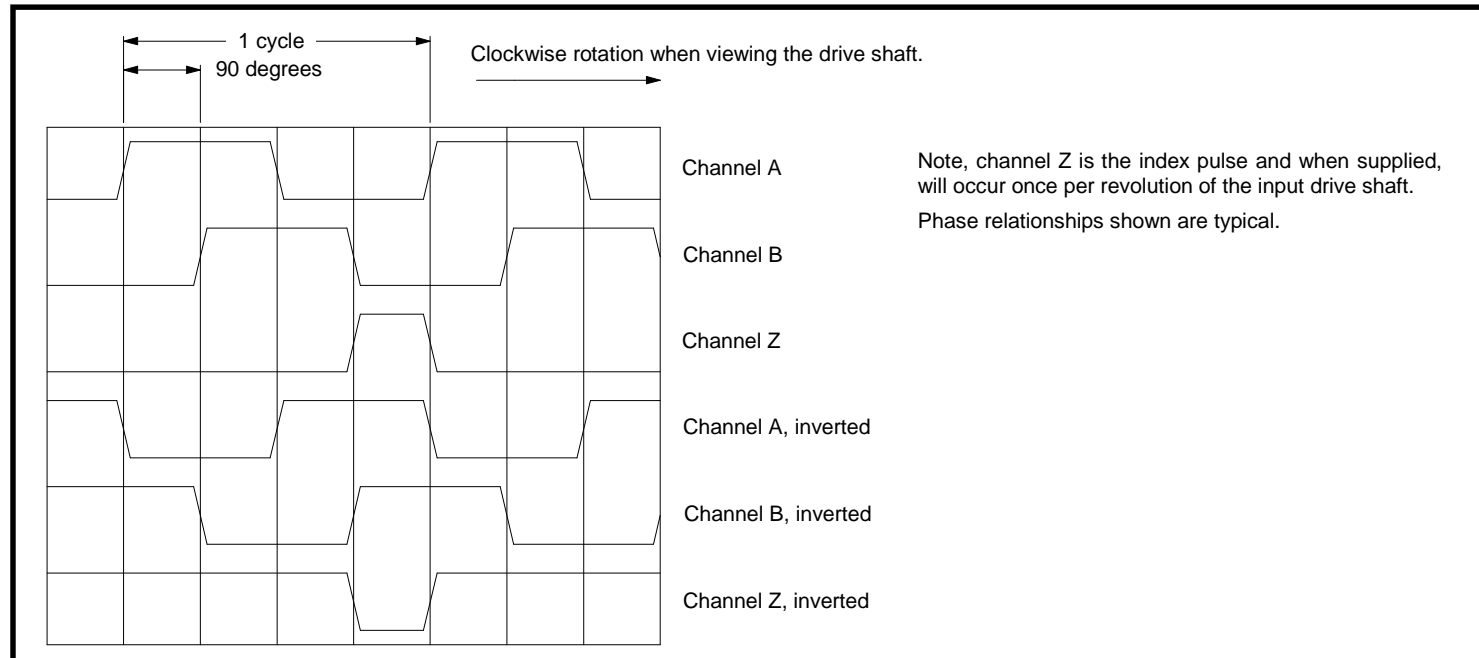 1 cycle
90 degrees
Clockwise rotation when viewing the drive shaft.
Channel A
Note, channel Z is the index pulse and when supplied,
will occur once per revolution of the input drive shaft.
Phase relationships shown are typical.
Channel B
Channel Z
Channel A, inverted
Channel B, inverted
Channel Z, inverted